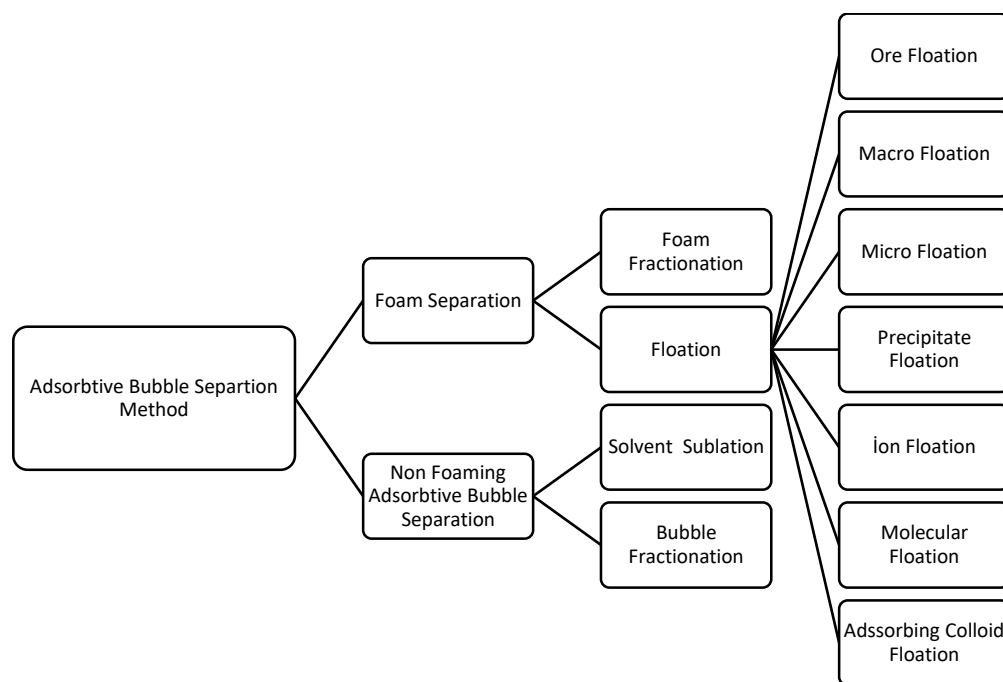 Adsorbtive Bubble Separtion
Method
Foam Separation
Non Foaming
Adsorbtive Bubble
Separation
Foam
Fractionation
Floation
Solvent Sublation
Bubble
Fractionation
Ore Floation
Macro Floation
Micro Floation
Precipitate
Floation
İon Floation
Molecular
Floation
Adssorbing Colloid
Floation